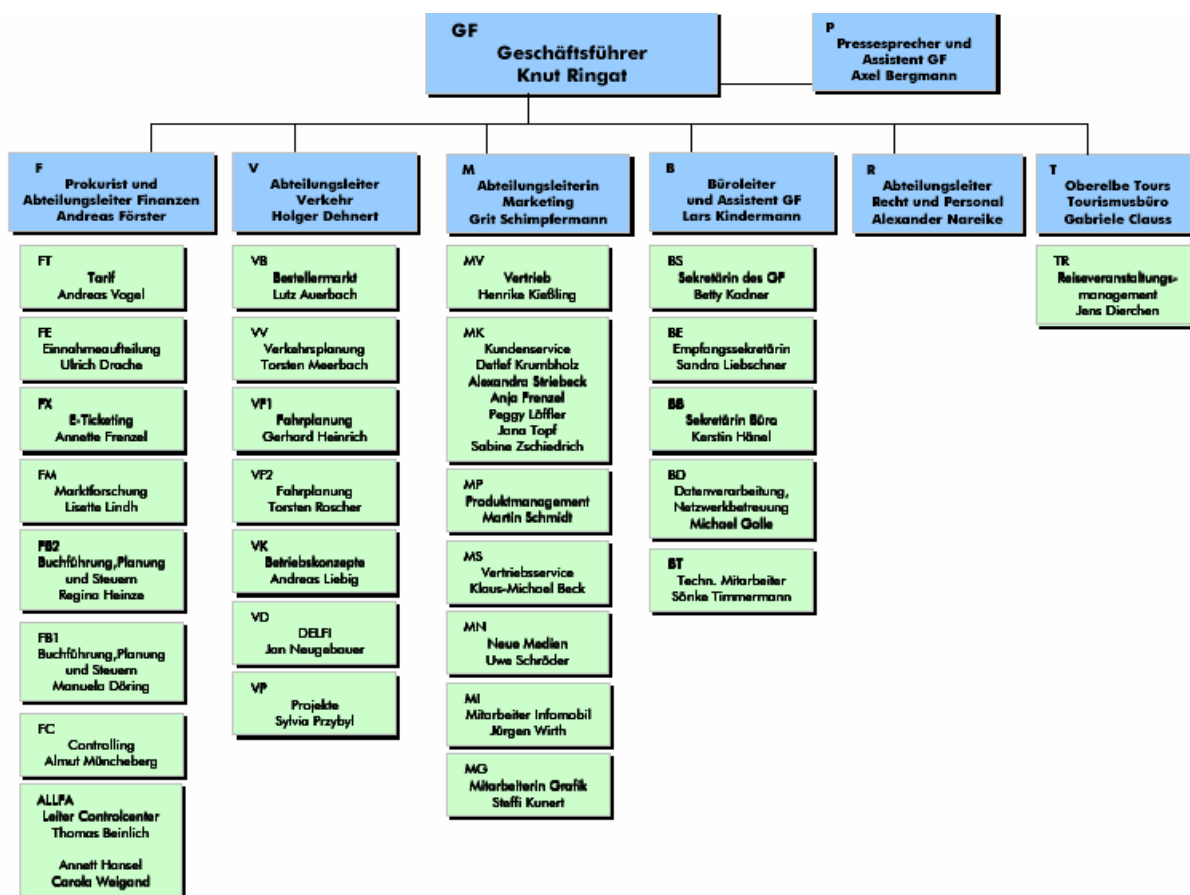 GF
Geschäftsführer
Knut Ringat
P
Pressesprecher und
Assistent GF
Axel Bergmann
F
Prokurist und
Abteilungsleiter Finanzen
Andreas Förster
V
Abteilungsleiter
Verkehr
Holger Dehnert
M
Abteilungsleiterin
Marketing
Grit Schimpfermann
B
Büroleiter
und Assistent GF
Lars Kindermann
R
Abteilungsleiter
Recht und Personal
Alexander Nareike
T
Oberelbe Tours
Tourismusbüro
Gabriele Clauss
FT
Tarif
Andreas Vogel
FE
Einnahmeaufteilung
Ulrich Drache
FX
E-Ticketing
Annette Frenzel
FM
Marktforschung
Lisette Lindh
FB2
Buchführung,Planung
und Steuern
Regina Heinze
FB1
Buchführung,Planung
und Steuern
Manuela Döring
FC
Controlling
Almut Müncheberg
ALLFA
Leiter Controlcenter
Thomas Beinlich
Annett Hansel
Carola Weigand
VB
Bestellermarkt
Lutz Auerbach
VV
Verkehrsplanung
Torsten Meerbach
VF1
Fahrplanung
Gerhard Heinrich
VF2
Fahrplanung
Torsten Roscher
VK
Betriebskonzepte
Andreas Liebig
VD
DELFI
Jan Neugebauer
VP
Projekte
Sylvia Przybyl
MV
Vertrieb
Henrike Kießling
MK
Kundenservice
Detlef Krumbholz
Alexandra Striebeck
Anja Frenzel
Peggy Löffler
Jana Topf
Sabine Zschiedrich
MP
Produktmanagement
Martin Schmidt
MS
Vertriebsservice
Klaus-Michael Beck
MN
Neue Medien
Uwe Schröder
MI
Mitarbeiter Infomobil
Jürgen Wirth
MG
Mitarbeiterin Grafik
Steffi Kunert
BS
Sekretärin des GF
Betty Kadner
BE
Empfangssekretärin
Sandra Liebschner
BB
Sekretärin Büro
Kerstin Hänel
BD
Datenverarbeitung,
Netzwerkbetreuung
Michael Golle
BT
Techn. Mitarbeiter
Sönke Timmermann
TR
Reiseveranstaltungs-
management
Jens Dierchen